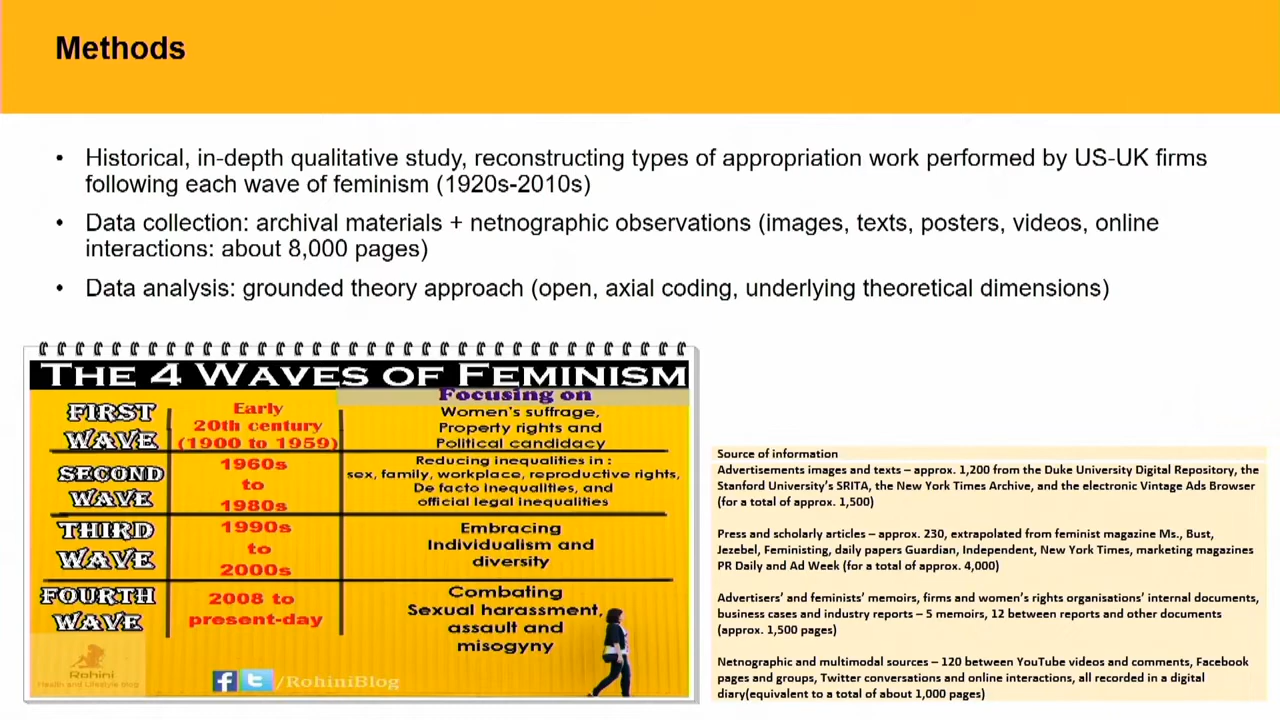 Methods
• Historical, in-depth qualitative study, reconstructing types of appropriation work performed by US-UK firms
following each wave of feminism (1920s-2010s)
• Data collection: archival materials + netnographic observations (images, texts, posters, videos, online
interactions: about 8,000 pages)
• Data analysis: grounded theory approach (open, axial coding, underlying theoretical dimensions)
THE 4 WAVES OF FEMINISM
Focusing on
FIRST
WAVE
Early
20th century
(1900 to 1959)
Women's suffrage,
Property rights and
Political candidacy
SECOND
WAVE
1960s
to
1980s
Reducing inequalities in :
sex, family, workplace, reproductive rights,
De facto inequalities, and
official legal inequalities
THIRD
WAVE
1990s
to
2000s
Embracing
Individualism and
diversity
FOURTH
WAVE
2008 to
present-day
Combating
Sexual harassment,
assault and
misogyny
Rohini
Health and Lifestyle blog
/RohiniBlog
Source of information
Advertisements images and texts – approx. 1,200 from the Duke University Digital Repository, the
Stanford University's SRITA, the New York Times Archive, and the electronic Vintage Ads Browser
(for a total of approx. 1,500)
Press and scholarly articles – approx. 230, extrapolated from feminist magazine Ms., Bust,
Jezebel, Feministing, daily papers Guardian, Independent, New York Times, marketing magazines
PR Daily and Ad Week (for a total of approx. 4,000)
Advertisers' and feminists' memoirs, firms and women's rights organisations' internal documents,
business cases and industry reports – 5 memoirs, 12 between reports and other documents
(approx. 1,500 pages)
Netnographic and multimodal sources – 120 between YouTube videos and comments, Facebook
pages and groups, Twitter conversations and online interactions, all recorded in a digital
diary(equivalent to a total of about 1,000 pages)